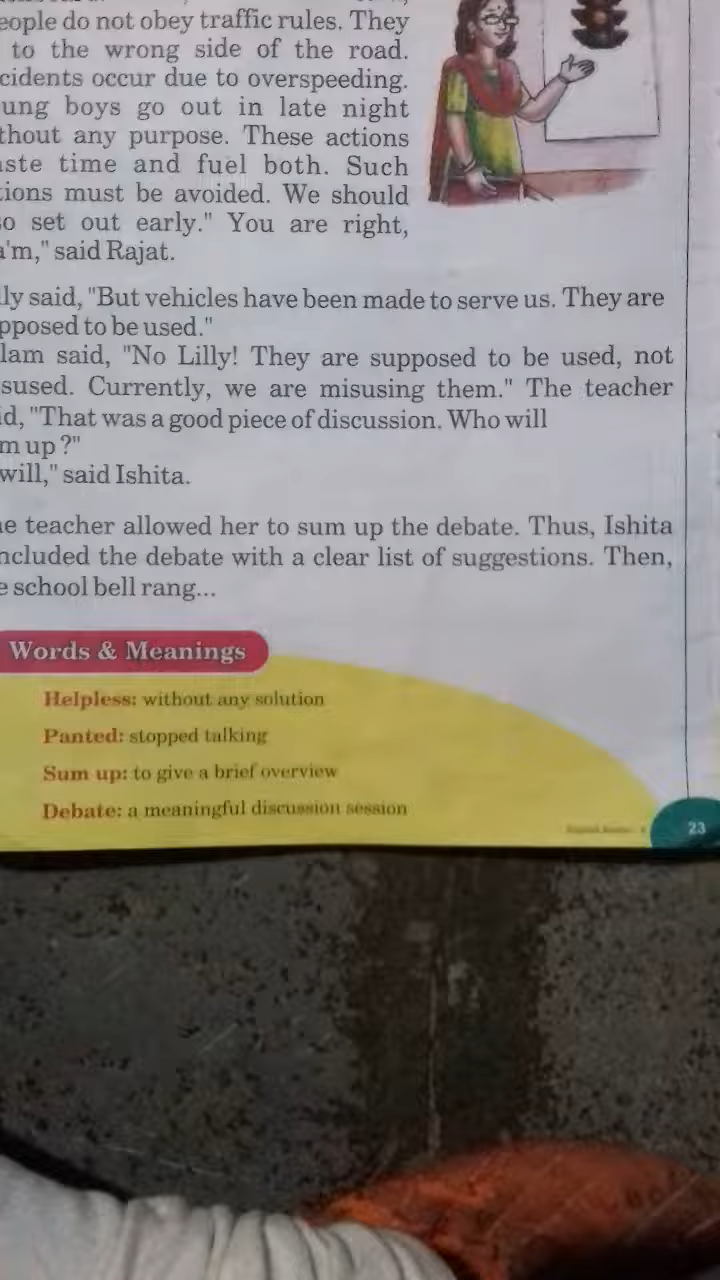 eople do not obey traffic rules. They
to the wrong side of the road.
cidents occur due to overspeeding.
ung boys go out in late night
thout any purpose. These actions
aste time and fuel both. Such
tions must be avoided. We should
o set out early." You are right,
a'm," said Rajat.
lly said, "But vehicles have been made to serve us. They are
pposed to be used."
lam said, "No Lilly! They are supposed to be used, not
sused. Currently, we are misusing them." The teacher
id, "That was a good piece of discussion. Who will
m up ?"
will," said Ishita.
e teacher allowed her to sum up the debate. Thus, Ishita
ncluded the debate with a clear list of suggestions. Then,
e school bell rang...
Words & Meanings
Helpless: without any solution
Panted: stopped talking
Sum up: to give a brief overview
Debate: a meaningful discussion session
23